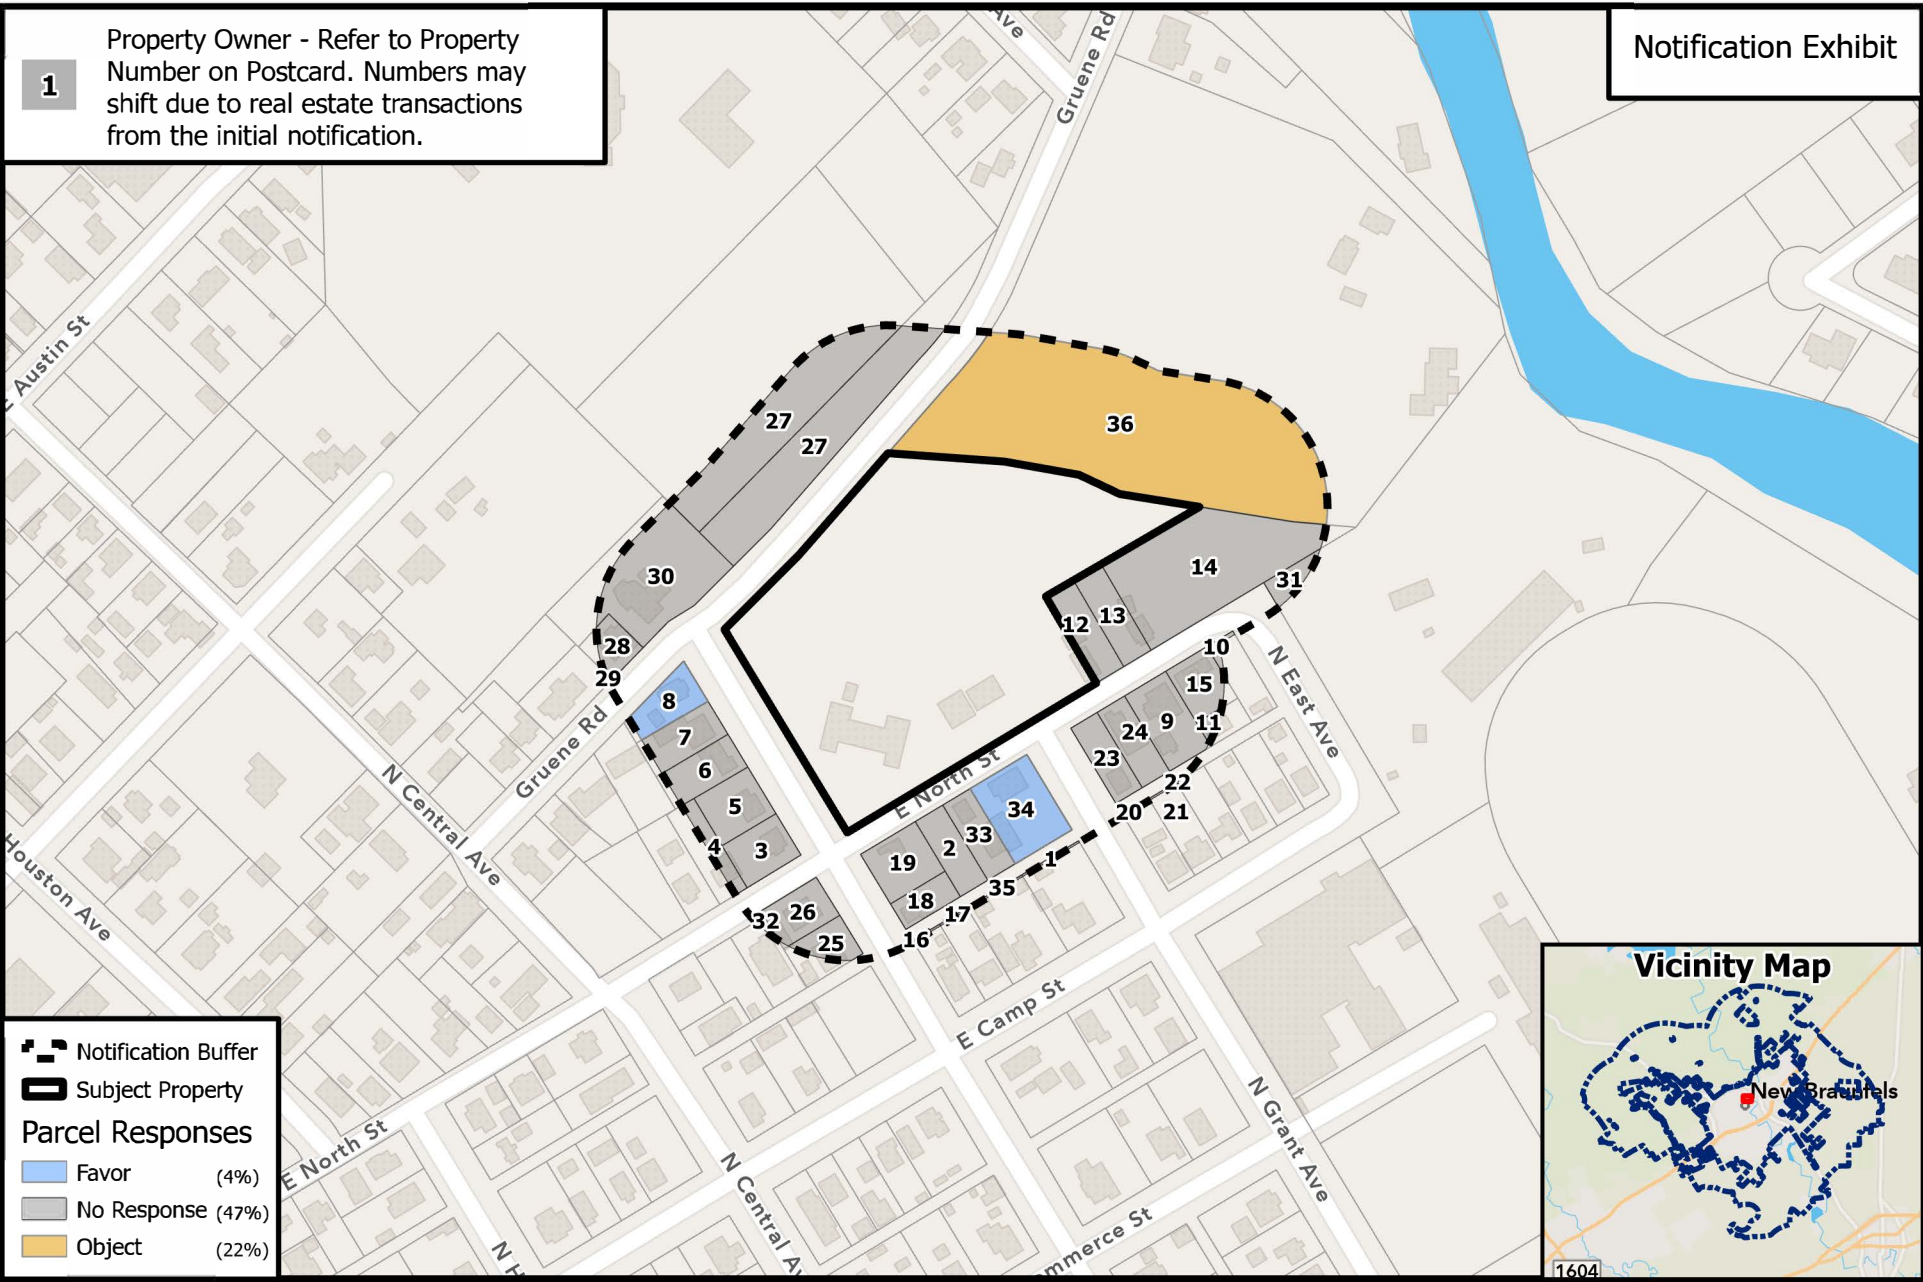 1
Property Owner - Refer to Property
Number on Postcard. Numbers may
shift due to real estate transactions
from the initial notification.
Notification Exhibit
Ave
Gruene Rd
E Austin St
27
27
36
30
14
31
12
13
28
29
10
8
15
7
24
9
11
23
6
22
5
20
21
34
4
3
33
2
19
1
35
18
17
26
32
16
25
Gruene Rd
N East Ave
E North St
N Central Ave
Houston Ave
E Camp St
N Grant Ave
E North St
N Central Av
N H
mmerce St
Notification Buffer
Subject Property
Parcel Responses
Favor (4%)
No Response (47%)
Object (22%)
Vicinity Map
New Braunfels
1604